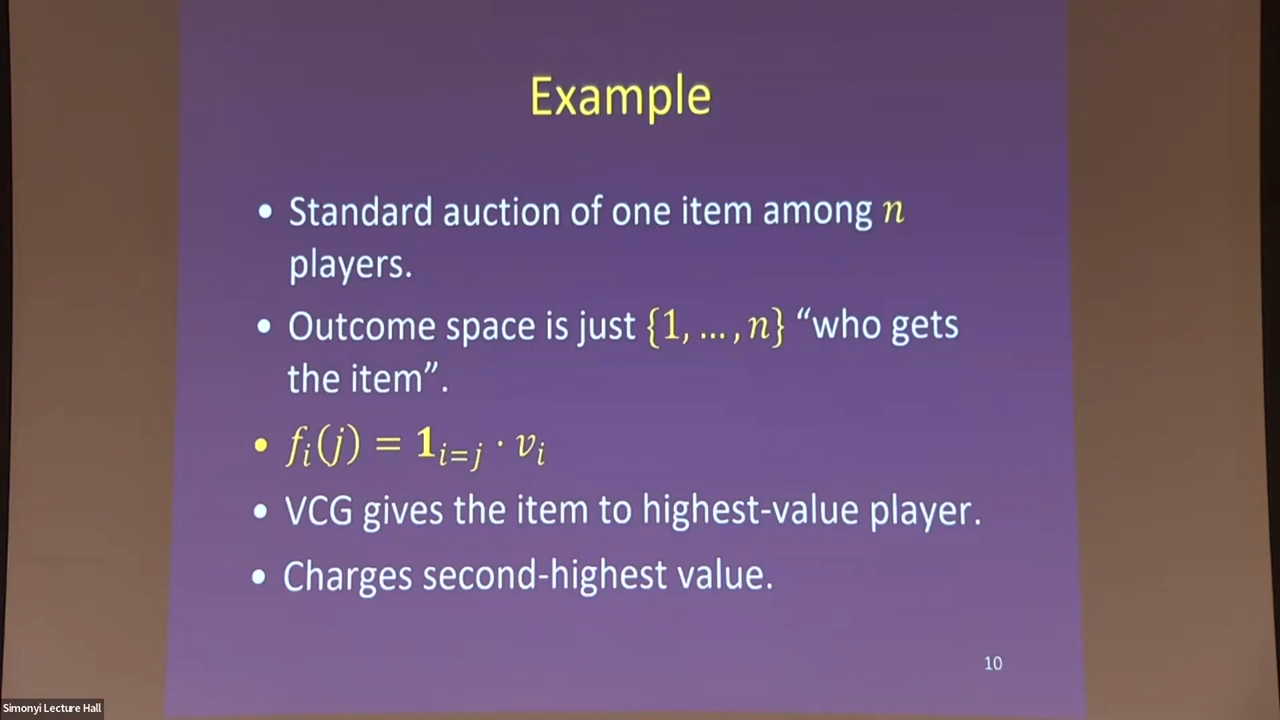 Example
• Standard auction of one item among n
players.
• Outcome space is just {1, … , n} “who gets
the item”.
• fᵢ(j) = 𝟏ᵢ₌ⱼ · vᵢ
• VCG gives the item to highest-value player.
• Charges second-highest value.
10
Simonyi Lecture Hall